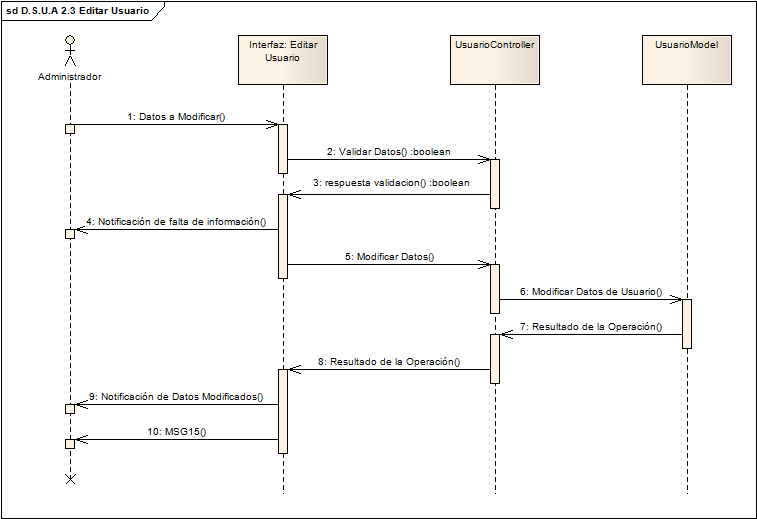 sd D.S.U.A 2.3 Editar Usuario
Interfaz: Editar
Usuario
UsuarioController
UsuarioModel
Administrador
1: Datos a Modificar()
2: Validar Datos() :boolean
3: respuesta validacion() :boolean
4: Notificación de falta de información()
5: Modificar Datos()
6: Modificar Datos de Usuario()
7: Resultado de la Operación()
8: Resultado de la Operación()
9: Notificación de Datos Modificados()
10: MSG15()